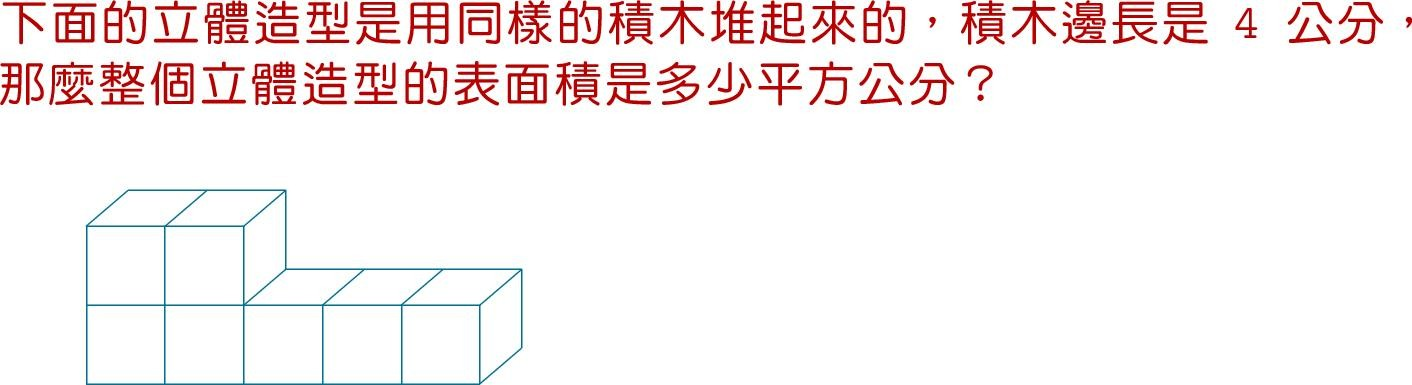 下面的立體造型是用同樣的積木堆起來的，積木邊長是 4 公分，
那麼整個立體造型的表面積是多少平方公分？